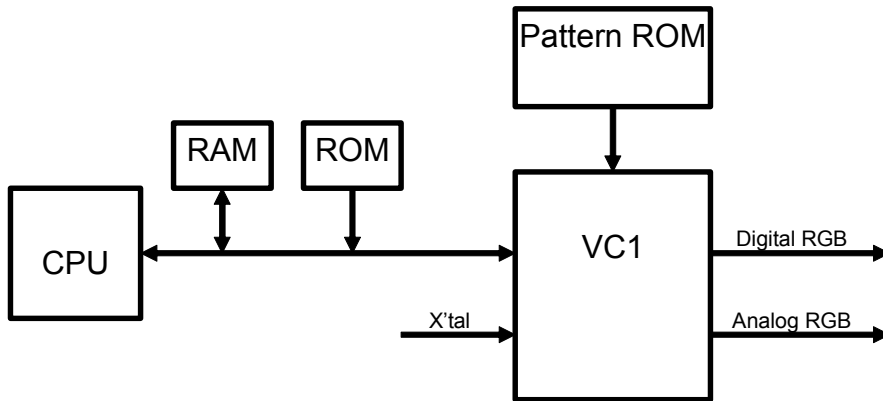 Pattern ROM
RAM
ROM
CPU
VC1
Digital RGB
X'tal
Analog RGB